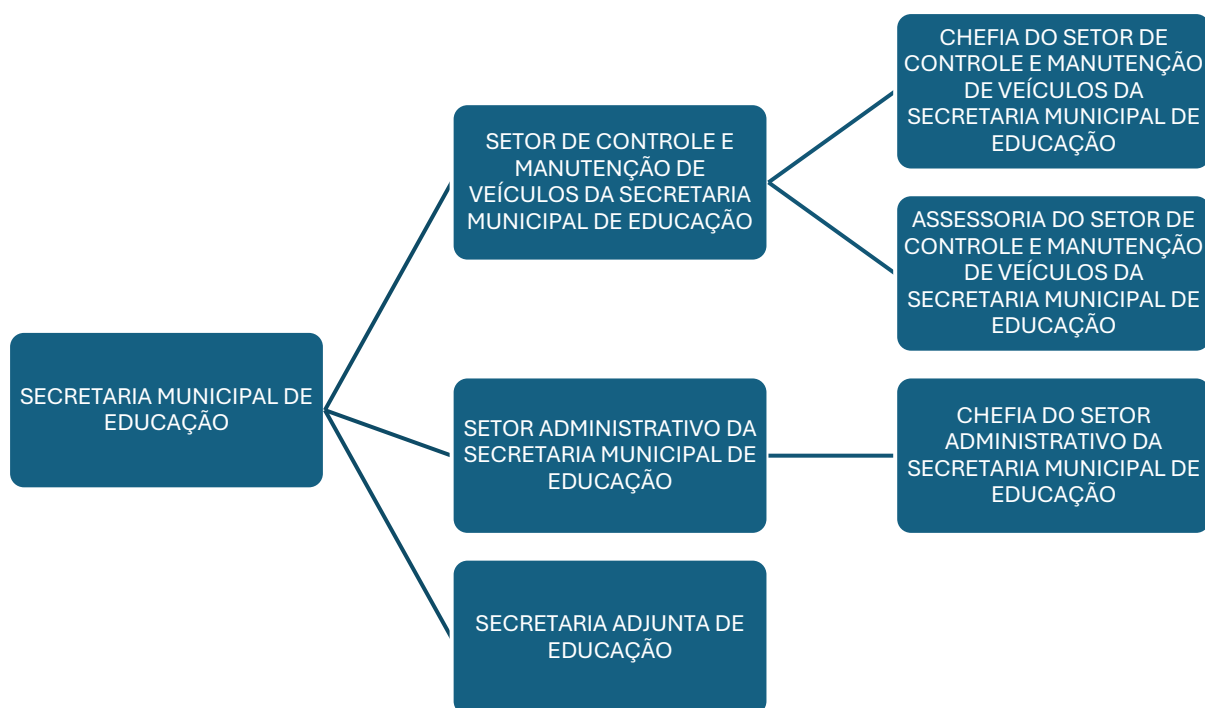 SECRETARIA MUNICIPAL DE
EDUCAÇÃO
SETOR DE CONTROLE E
MANUTENÇÃO DE
VEÍCULOS DA SECRETARIA
MUNICIPAL DE EDUCAÇÃO
CHEFIA DO SETOR DE
CONTROLE E MANUTENÇÃO
DE VEÍCULOS DA
SECRETARIA MUNICIPAL DE
EDUCAÇÃO
ASSESSORIA DO SETOR DE
CONTROLE E MANUTENÇÃO
DE VEÍCULOS DA
SECRETARIA MUNICIPAL DE
EDUCAÇÃO
SETOR ADMINISTRATIVO DA
SECRETARIA MUNICIPAL DE
EDUCAÇÃO
CHEFIA DO SETOR
ADMINISTRATIVO DA
SECRETARIA MUNICIPAL DE
EDUCAÇÃO
SECRETARIA ADJUNTA DE
EDUCAÇÃO